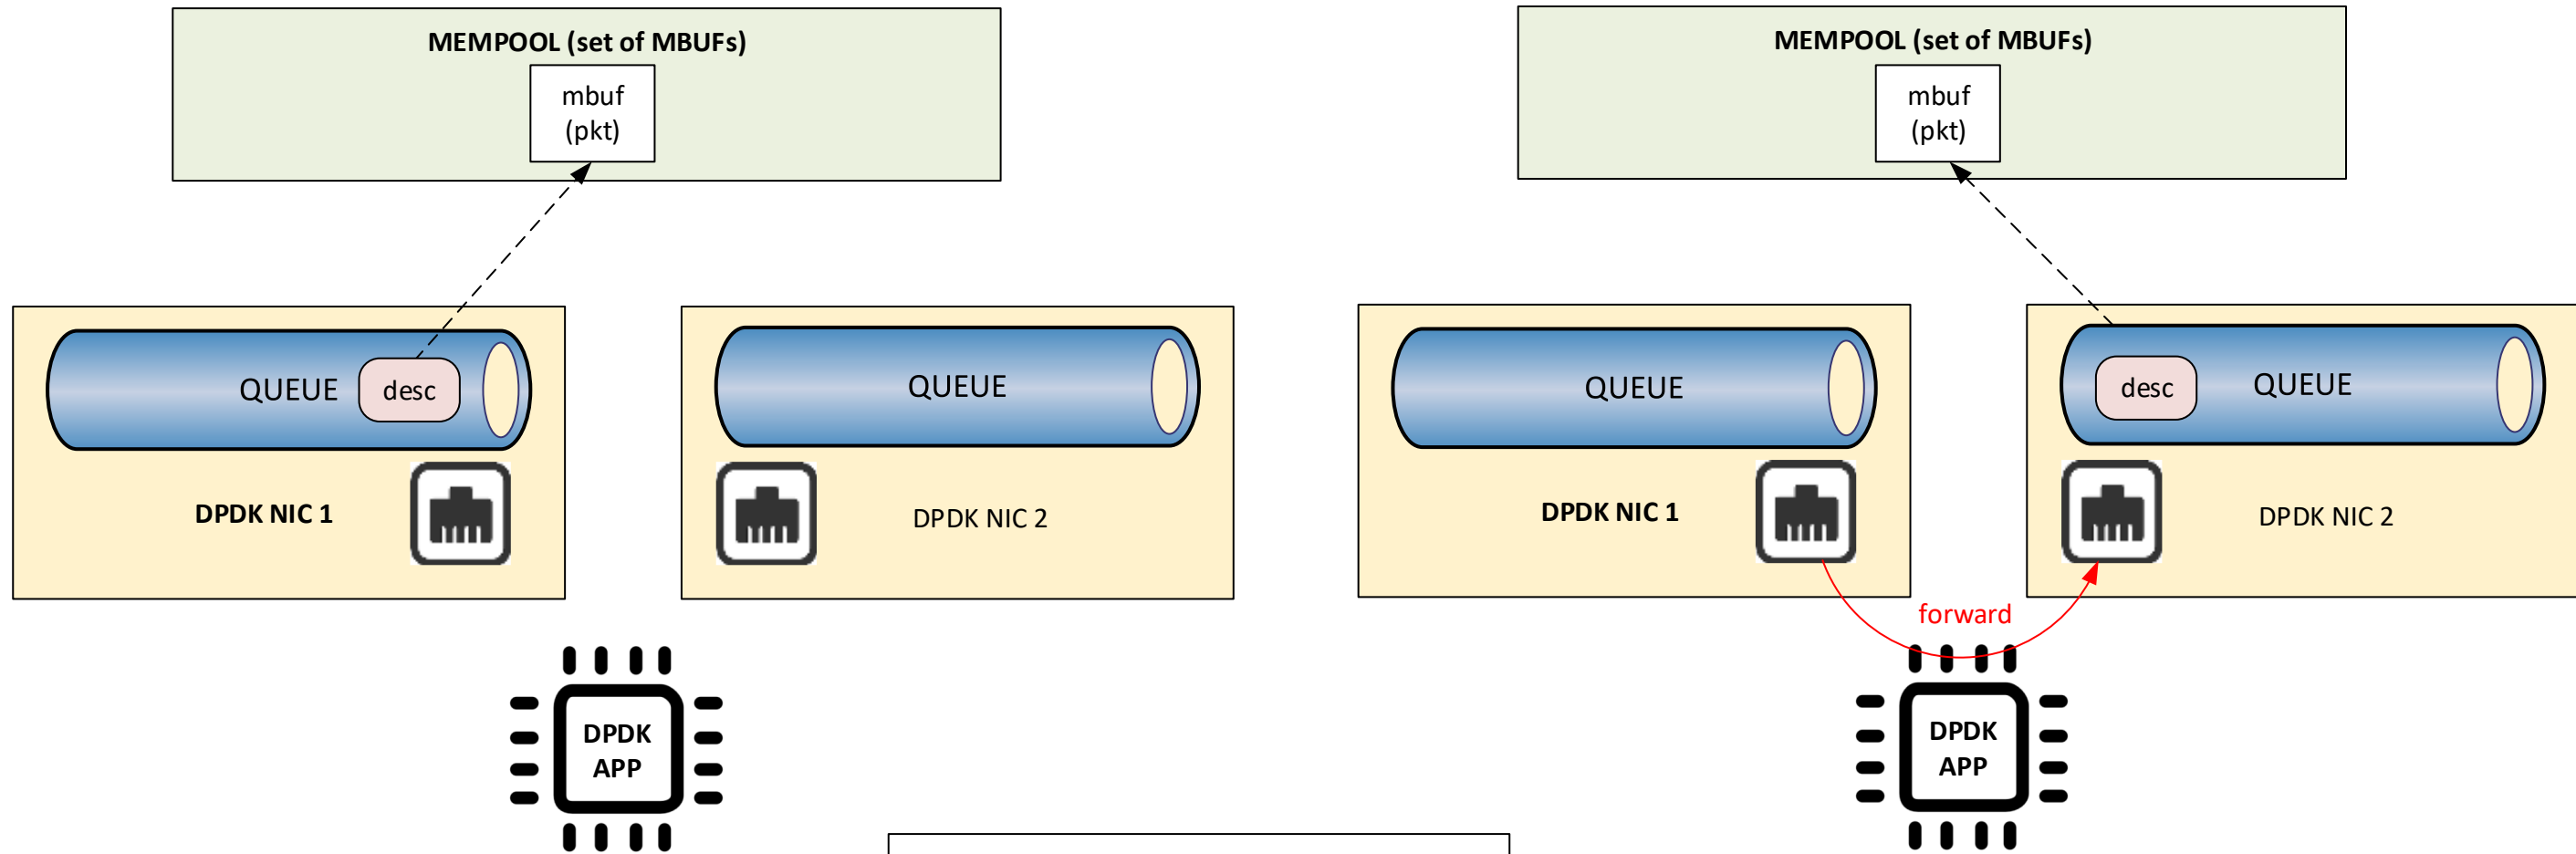 MEMPOOL (set of MBUFs)
mbuf
(pkt)
QUEUE
desc
DPDK NIC 1
QUEUE
DPDK NIC 2
DPDK
APP
MEMPOOL (set of MBUFs)
mbuf
(pkt)
QUEUE
DPDK NIC 1
desc
QUEUE
DPDK NIC 2
forward
DPDK
APP